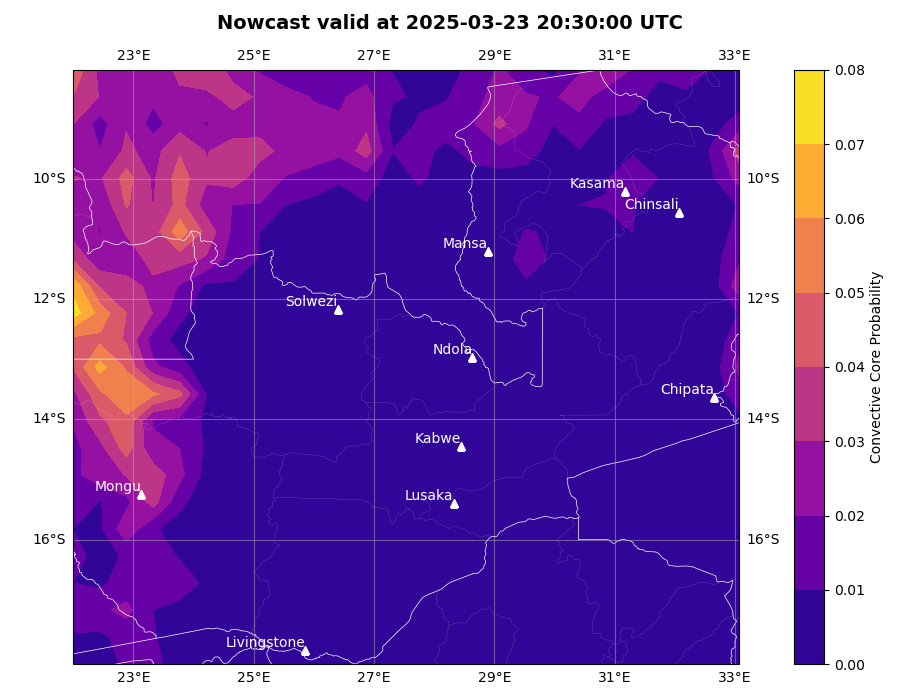 Nowcast valid at 2025-03-23 20:30:00 UTC
23°E 25°E 27°E 29°E 31°E 33°E
0.08
0.07
10°S Kasama 10°S
Chinsali
0.06
Mansa
0.05
12°S Solwezi 12°S
Ndola
0.04
Chipata
14°S 14°S
Kabwe
0.03
Mongu Lusaka
0.02
16°S 16°S
0.01
Livingstone
0.00
23°E 25°E 27°E 29°E 31°E 33°E
Convective Core Probability